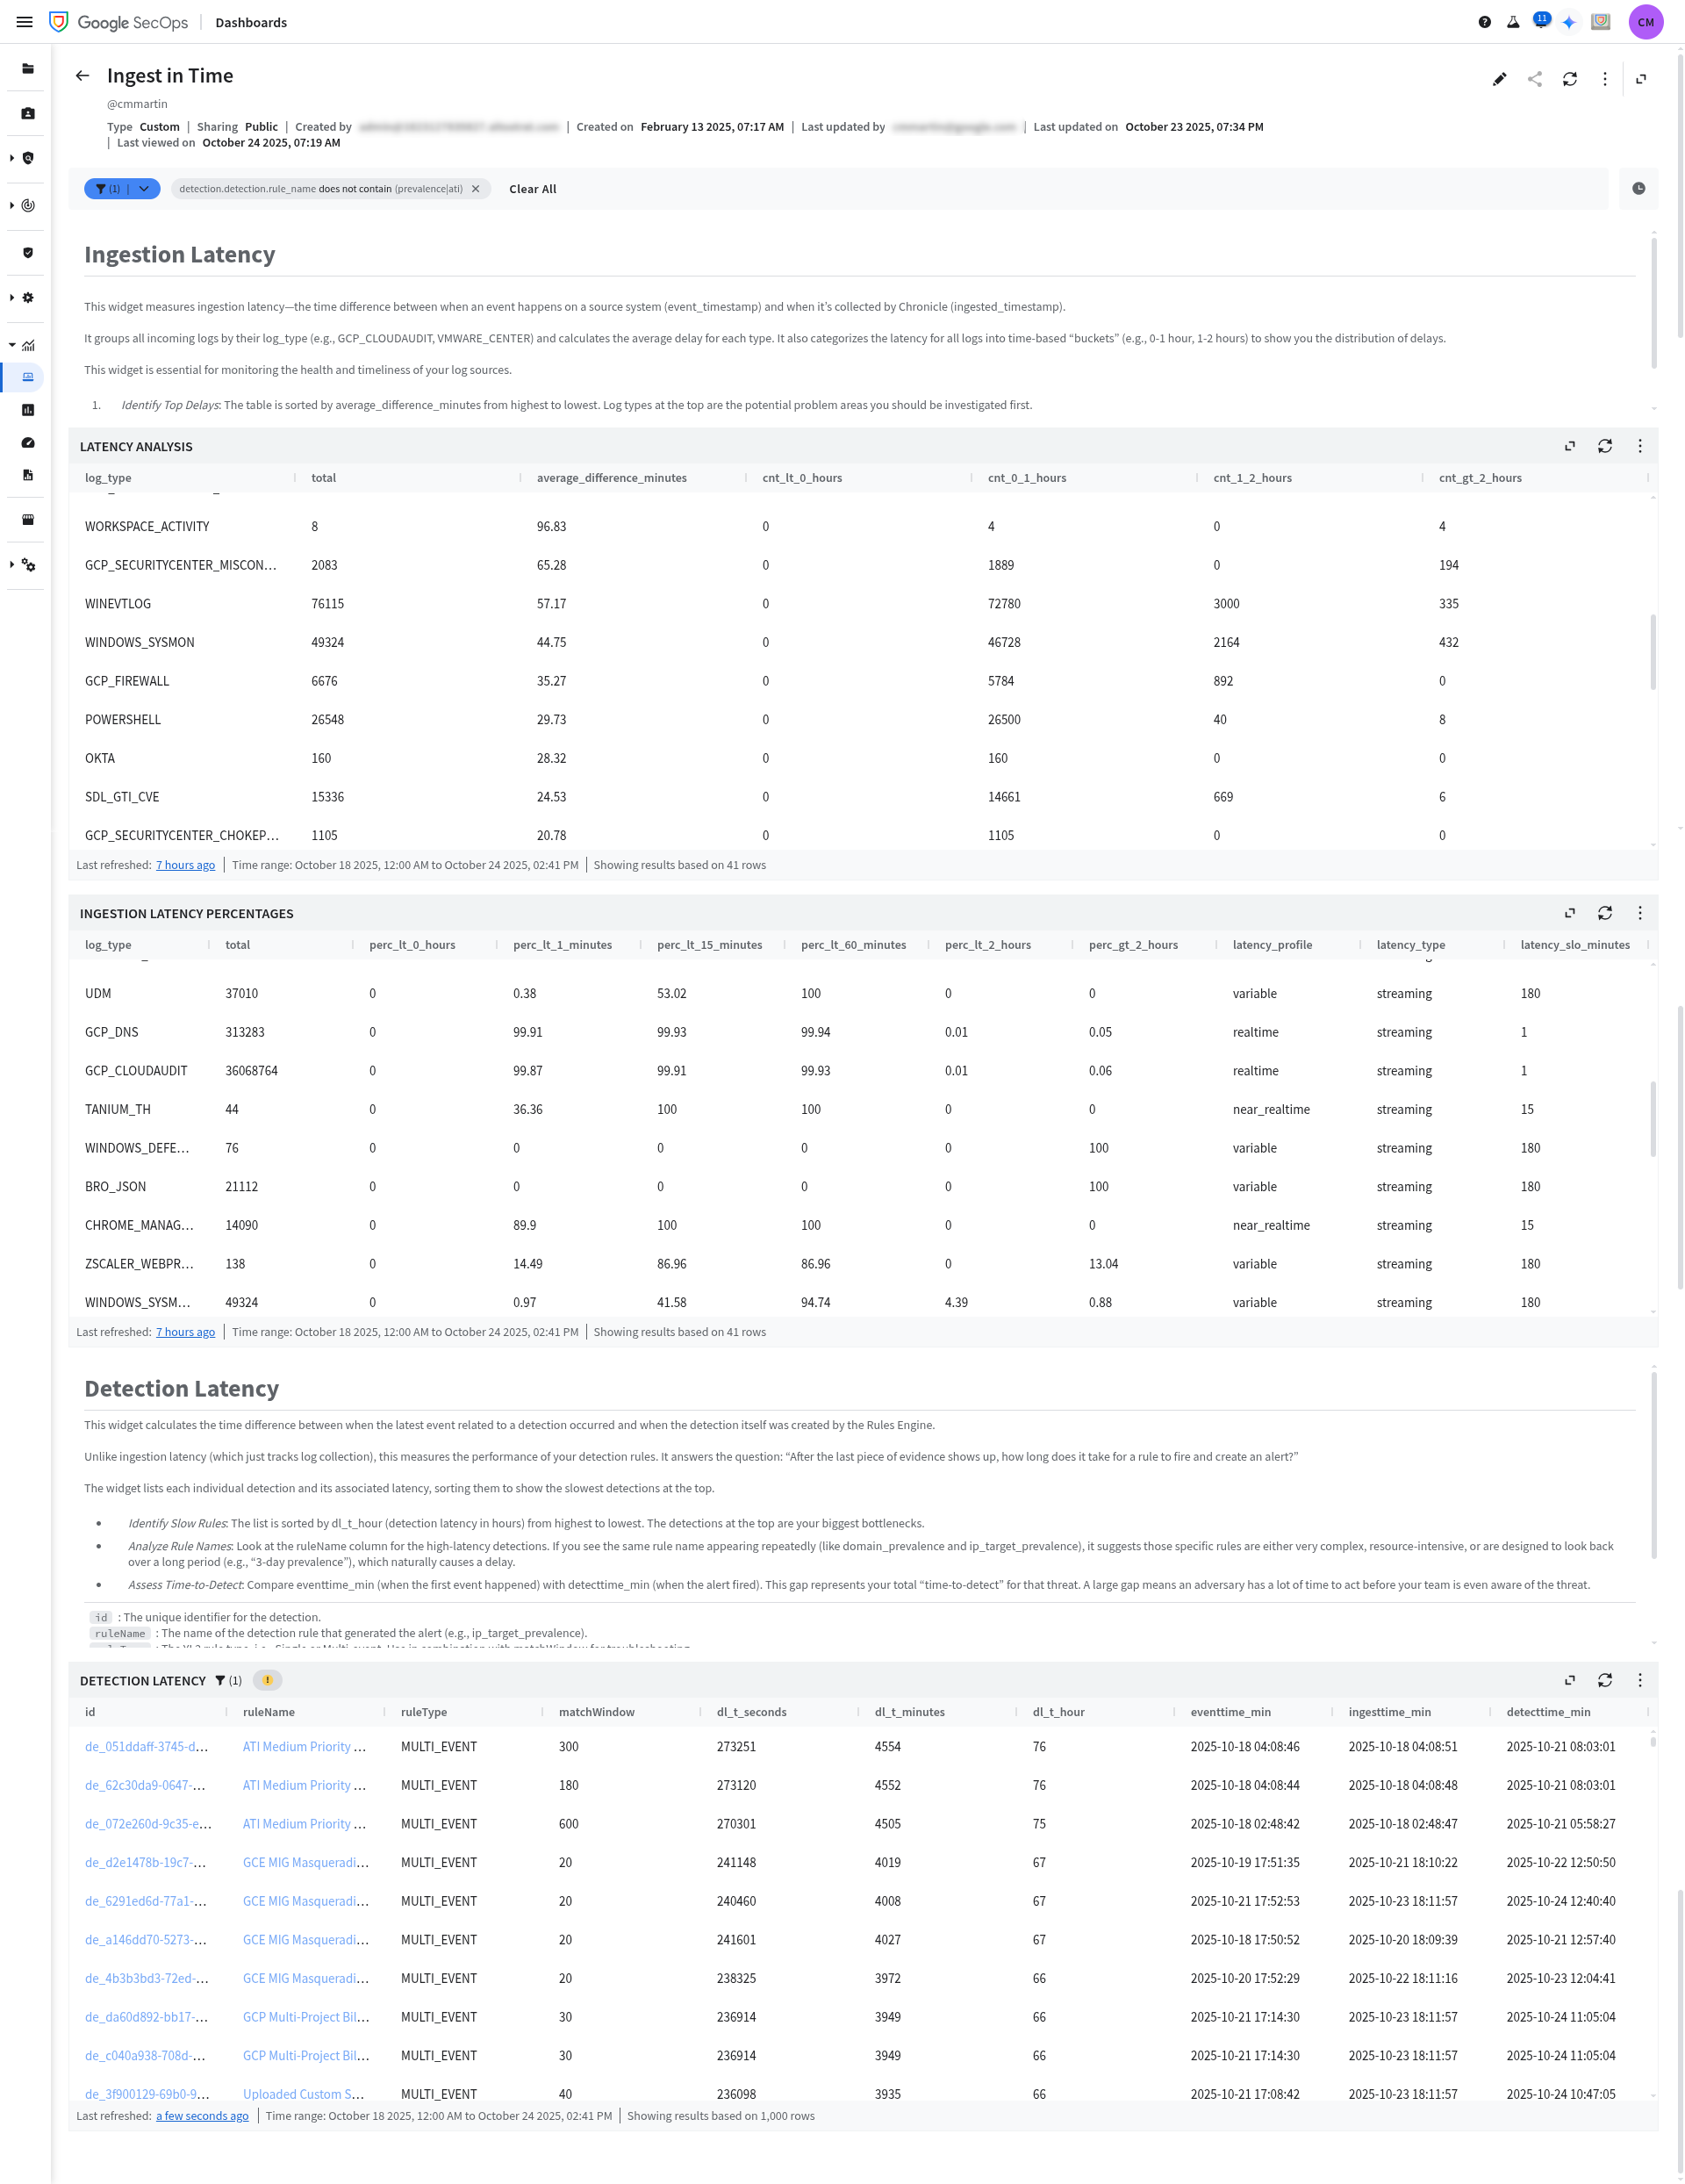 Google SecOps | Dashboards
11
CM
Ingest in Time
@cmmartin
Type Custom | Sharing Public | Created by | Created on February 13 2025, 07:17 AM | Last updated by | Last updated on October 23 2025, 07:34 PM
| Last viewed on October 24 2025, 07:19 AM
(1) | detection.detection.rule_name does not contain (prevalence|ati) Clear All
Ingestion Latency
This widget measures ingestion latency—the time difference between when an event happens on a source system (event_timestamp) and when it’s collected by Chronicle (ingested_timestamp).
It groups all incoming logs by their log_type (e.g., GCP_CLOUDAUDIT, VMWARE_CENTER) and calculates the average delay for each type. It also categorizes the latency for all logs into time-based “buckets” (e.g., 0-1 hour, 1-2 hours) to show you the distribution of delays.
This widget is essential for monitoring the health and timeliness of your log sources.
1. Identify Top Delays: The table is sorted by average_difference_minutes from highest to lowest. Log types at the top are the potential problem areas you should be investigated first.
LATENCY ANALYSIS
log_type total average_difference_minutes cnt_lt_0_hours cnt_0_1_hours cnt_1_2_hours cnt_gt_2_hours
WORKSPACE_ACTIVITY 8 96.83 0 4 0 4
GCP_SECURITYCENTER_MISCON… 2083 65.28 0 1889 0 194
WINEVTLOG 76115 57.17 0 72780 3000 335
WINDOWS_SYSMON 49324 44.75 0 46728 2164 432
GCP_FIREWALL 6676 35.27 0 5784 892 0
POWERSHELL 26548 29.73 0 26500 40 8
OKTA 160 28.32 0 160 0 0
SDL_GTI_CVE 15336 24.53 0 14661 669 6
GCP_SECURITYCENTER_CHOKEP… 1105 20.78 0 1105 0 0
Last refreshed: 7 hours ago | Time range: October 18 2025, 12:00 AM to October 24 2025, 02:41 PM | Showing results based on 41 rows
INGESTION LATENCY PERCENTAGES
log_type total perc_lt_0_hours perc_lt_1_minutes perc_lt_15_minutes perc_lt_60_minutes perc_lt_2_hours perc_gt_2_hours latency_profile latency_type latency_slo_minutes
UDM 37010 0 0.38 53.02 100 0 0 variable streaming 180
GCP_DNS 313283 0 99.91 99.93 99.94 0.01 0.05 realtime streaming 1
GCP_CLOUDAUDIT 36068764 0 99.87 99.91 99.93 0.01 0.06 realtime streaming 1
TANIUM_TH 44 0 36.36 100 100 0 0 near_realtime streaming 15
WINDOWS_DEFE… 76 0 0 0 0 0 100 variable streaming 180
BRO_JSON 21112 0 0 0 0 0 100 variable streaming 180
CHROME_MANAG… 14090 0 89.9 100 100 0 0 near_realtime streaming 15
ZSCALER_WEBPR… 138 0 14.49 86.96 86.96 0 13.04 variable streaming 180
WINDOWS_SYSM… 49324 0 0.97 41.58 94.74 4.39 0.88 variable streaming 180
Last refreshed: 7 hours ago | Time range: October 18 2025, 12:00 AM to October 24 2025, 02:41 PM | Showing results based on 41 rows
Detection Latency
This widget calculates the time difference between when the latest event related to a detection occurred and when the detection itself was created by the Rules Engine.
Unlike ingestion latency (which just tracks log collection), this measures the performance of your detection rules. It answers the question: “After the last piece of evidence shows up, how long does it take for a rule to fire and create an alert?”
The widget lists each individual detection and its associated latency, sorting them to show the slowest detections at the top.
• Identify Slow Rules: The list is sorted by dl_t_hour (detection latency in hours) from highest to lowest. The detections at the top are your biggest bottlenecks.
• Analyze Rule Names: Look at the ruleName column for the high-latency detections. If you see the same rule name appearing repeatedly (like domain_prevalence and ip_target_prevalence), it suggests those specific rules are either very complex, resource-intensive, or are designed to look back
over a long period (e.g., “3-day prevalence”), which naturally causes a delay.
• Assess Time-to-Detect: Compare eventtime_min (when the first event happened) with detecttime_min (when the alert fired). This gap represents your total “time-to-detect” for that threat. A large gap means an adversary has a lot of time to act before your team is even aware of the threat.
id : The unique identifier for the detection.
ruleName : The name of the detection rule that generated the alert (e.g., ip_target_prevalence).
DETECTION LATENCY (1) !
id ruleName ruleType matchWindow dl_t_seconds dl_t_minutes dl_t_hour eventtime_min ingesttime_min detecttime_min
de_051ddaff-3745-d… ATI Medium Priority … MULTI_EVENT 300 273251 4554 76 2025-10-18 04:08:46 2025-10-18 04:08:51 2025-10-21 08:03:01
de_62c30da9-0647-… ATI Medium Priority … MULTI_EVENT 180 273120 4552 76 2025-10-18 04:08:44 2025-10-18 04:08:48 2025-10-21 08:03:01
de_072e260d-9c35-e… ATI Medium Priority … MULTI_EVENT 600 270301 4505 75 2025-10-18 02:48:42 2025-10-18 02:48:47 2025-10-21 05:58:27
de_d2e1478b-19c7-… GCE MIG Masqueradi… MULTI_EVENT 20 241148 4019 67 2025-10-19 17:51:35 2025-10-21 18:10:22 2025-10-22 12:50:50
de_6291ed6d-77a1-… GCE MIG Masqueradi… MULTI_EVENT 20 240460 4008 67 2025-10-21 17:52:53 2025-10-23 18:11:57 2025-10-24 12:40:40
de_a146dd70-5273-… GCE MIG Masqueradi… MULTI_EVENT 20 241601 4027 67 2025-10-18 17:50:52 2025-10-20 18:09:39 2025-10-21 12:57:40
de_4b3b3bd3-72ed-… GCE MIG Masqueradi… MULTI_EVENT 20 238325 3972 66 2025-10-20 17:52:29 2025-10-22 18:11:16 2025-10-23 12:04:41
de_da60d892-bb17-… GCP Multi-Project Bil… MULTI_EVENT 30 236914 3949 66 2025-10-21 17:14:30 2025-10-23 18:11:57 2025-10-24 11:05:04
de_c040a938-708d-… GCP Multi-Project Bil… MULTI_EVENT 30 236914 3949 66 2025-10-21 17:14:30 2025-10-23 18:11:57 2025-10-24 11:05:04
de_3f900129-69b0-9… Uploaded Custom S… MULTI_EVENT 40 236098 3935 66 2025-10-21 17:08:42 2025-10-23 18:11:57 2025-10-24 10:47:05
Last refreshed: a few seconds ago | Time range: October 18 2025, 12:00 AM to October 24 2025, 02:41 PM | Showing results based on 1,000 rows